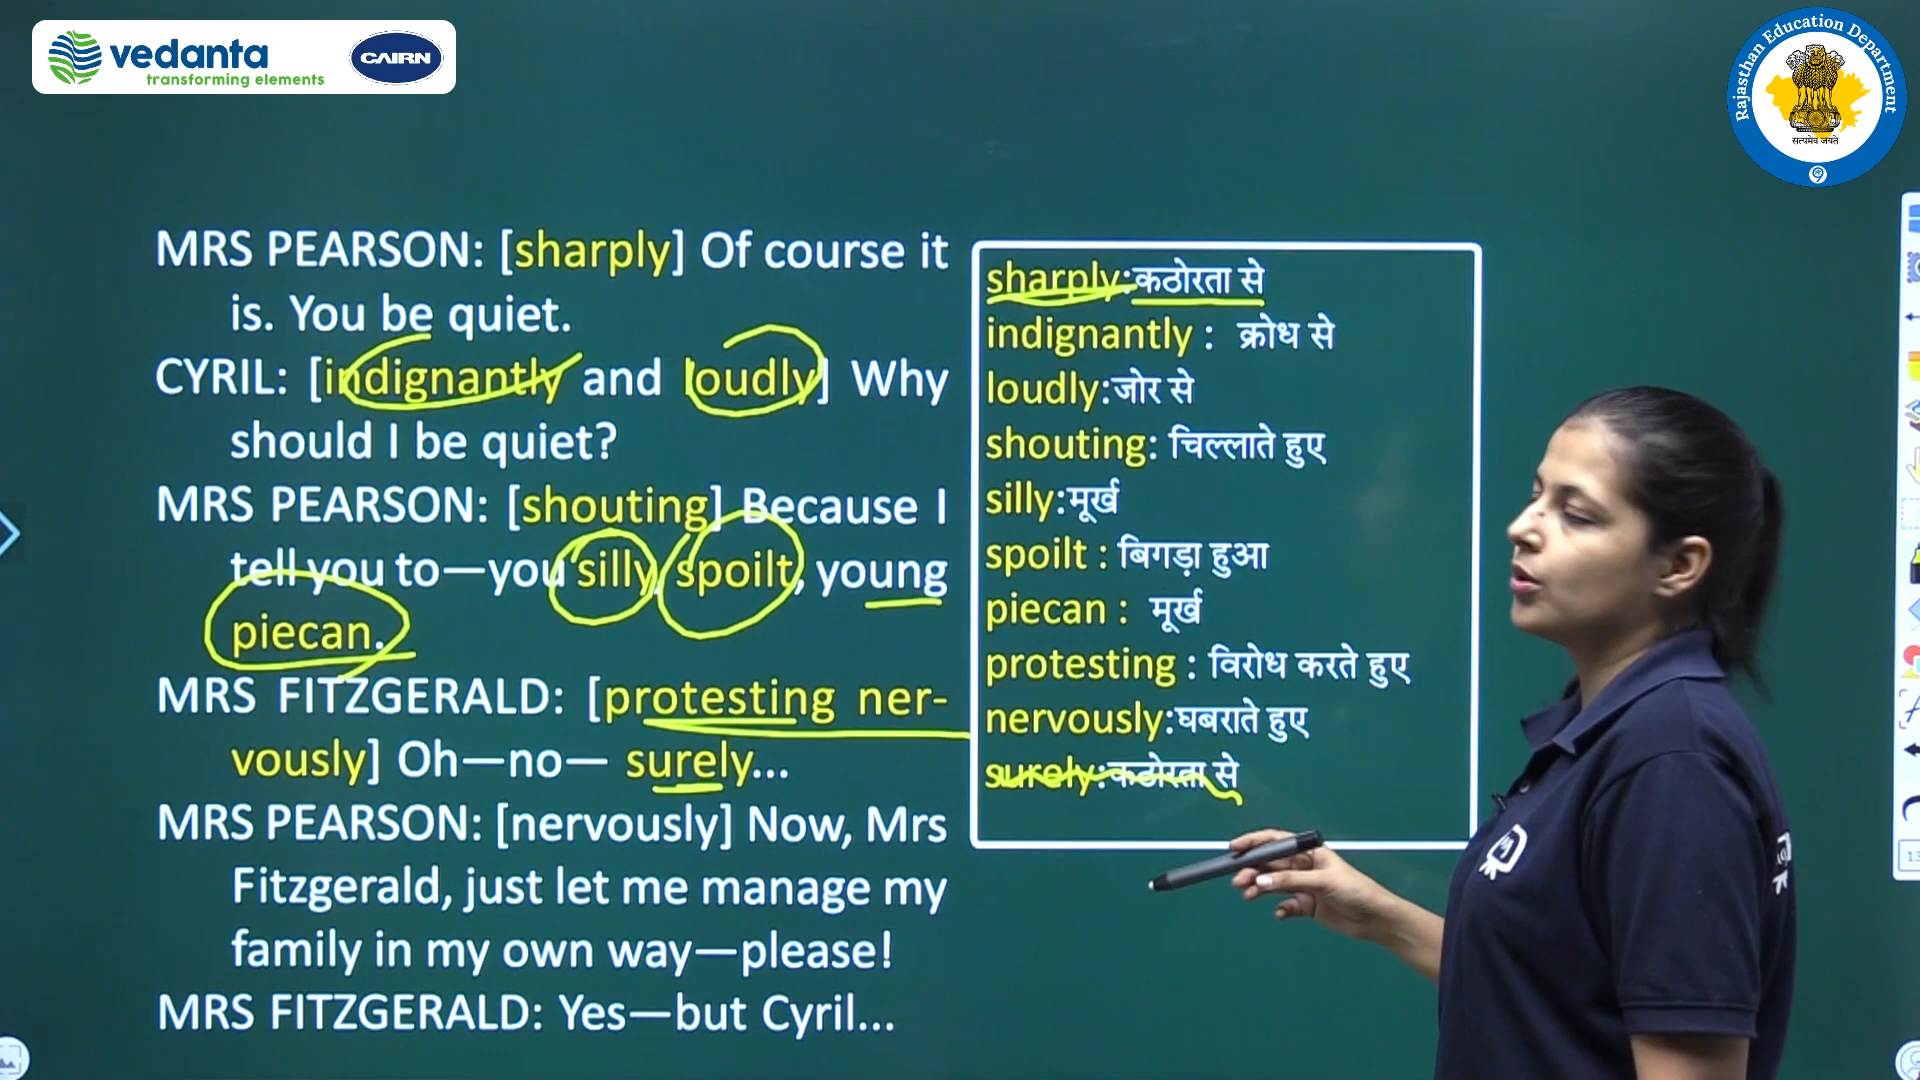 vedanta
transforming elements
CAIRN
Rajasthan Education Department
सत्यमेव जयते
MRS PEARSON: [sharply] Of course it
is. You be quiet.
CYRIL: [indignantly and loudly] Why
should I be quiet?
MRS PEARSON: [shouting] Because I
tell you to—you silly, spoilt, young
piecan.
MRS FITZGERALD: [protesting ner-
vously] Oh—no— surely...
MRS PEARSON: [nervously] Now, Mrs
Fitzgerald, just let me manage my
family in my own way—please!
MRS FITZGERALD: Yes—but Cyril...
sharply:कठोरता से
indignantly : क्रोध से
loudly:जोर से
shouting: चिल्लाते हुए
silly:मूर्ख
spoilt : बिगड़ा हुआ
piecan : मूर्ख
protesting : विरोध करते हुए
nervously:घबराते हुए
surely:कठोरता से